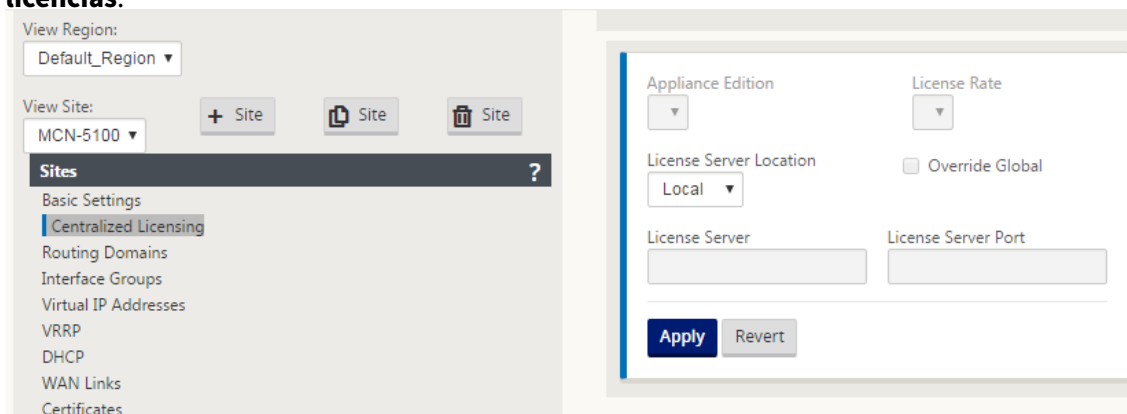 licencias.
View Region:
Default_Region
View Site:
MCN-5100
+ Site
Site
Site
Sites
?
Basic Settings
Centralized Licensing
Routing Domains
Interface Groups
Virtual IP Addresses
VRRP
DHCP
WAN Links
Certificates
Appliance Edition
License Rate
License Server Location
Override Global
Local
License Server
License Server Port
Apply
Revert